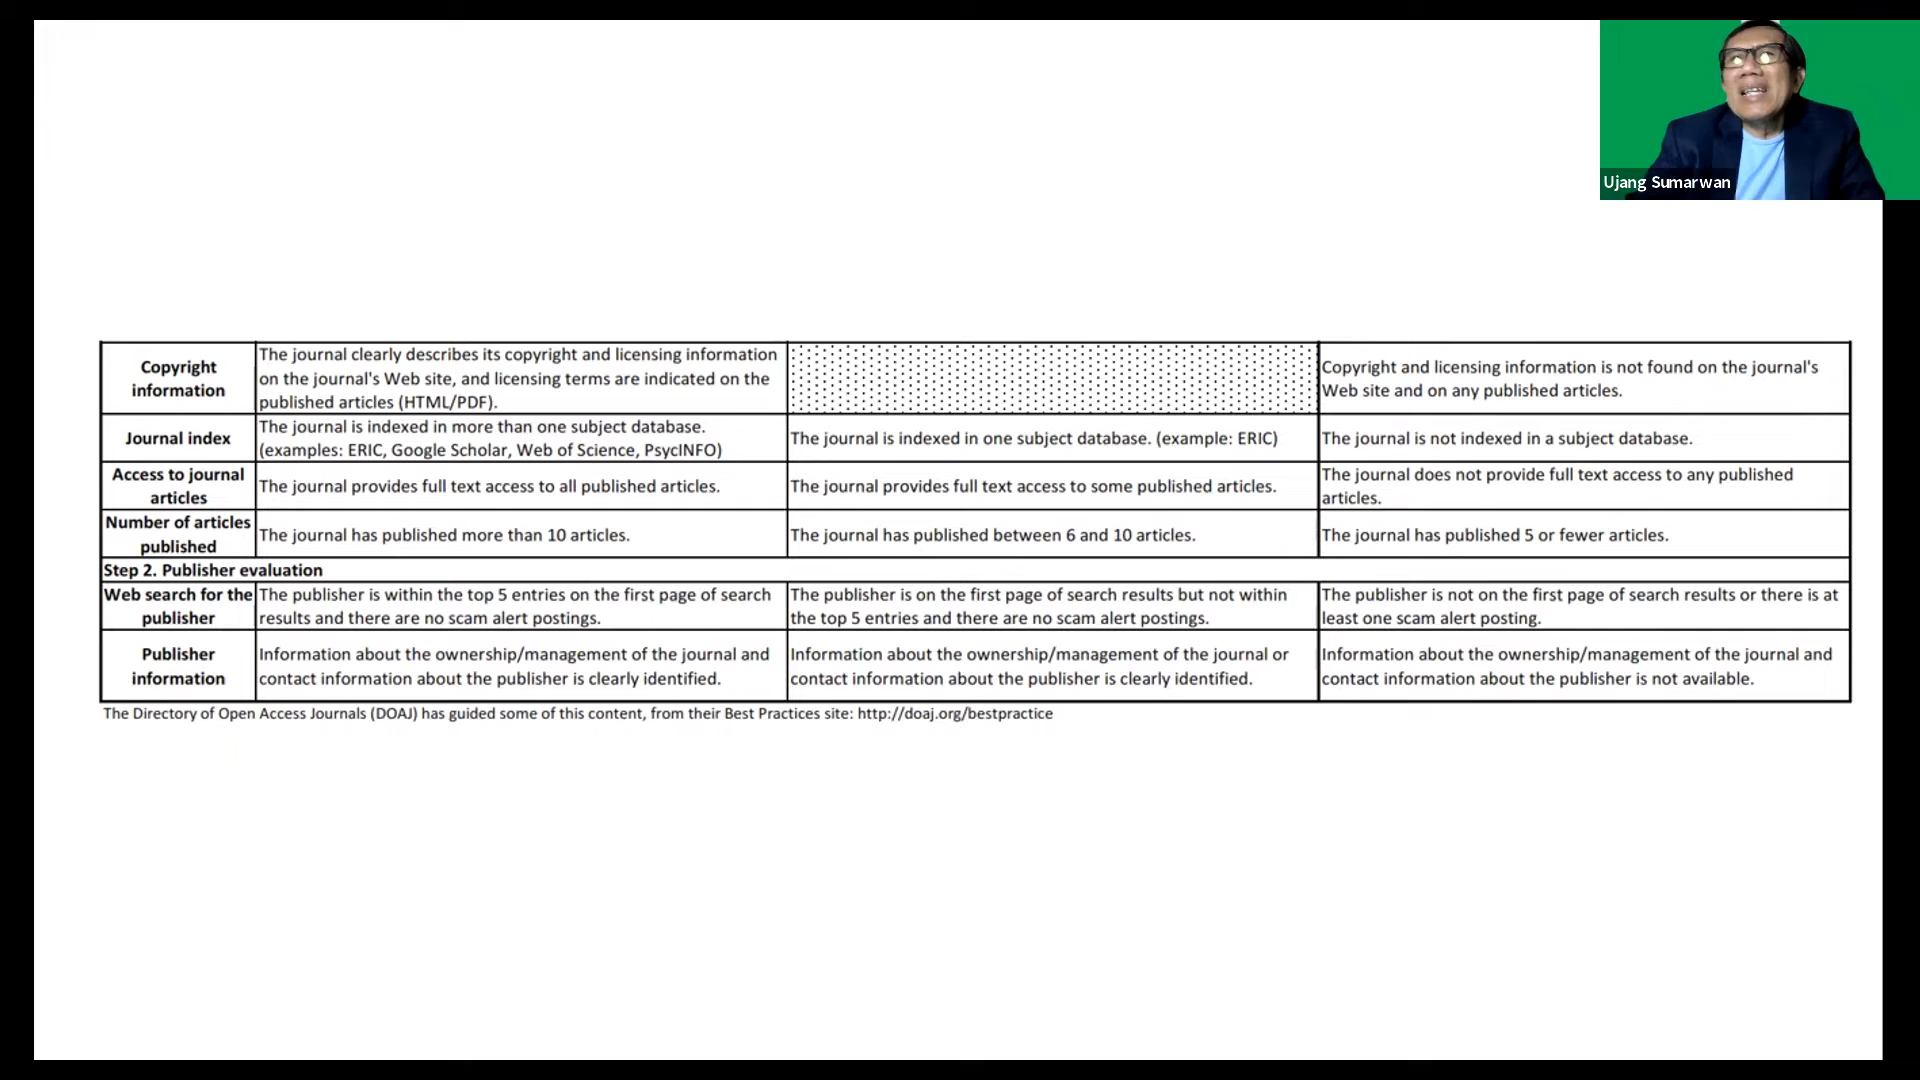 Ujang Sumarwan
Copyright
information
The journal clearly describes its copyright and licensing information
on the journal's Web site, and licensing terms are indicated on the
published articles (HTML/PDF).
Copyright and licensing information is not found on the journal's
Web site and on any published articles.
Journal index
The journal is indexed in more than one subject database.
(examples: ERIC, Google Scholar, Web of Science, PsycINFO)
The journal is indexed in one subject database. (example: ERIC)
The journal is not indexed in a subject database.
Access to journal
articles
The journal provides full text access to all published articles.
The journal provides full text access to some published articles.
The journal does not provide full text access to any published
articles.
Number of articles
published
The journal has published more than 10 articles.
The journal has published between 6 and 10 articles.
The journal has published 5 or fewer articles.
Step 2. Publisher evaluation
Web search for the
publisher
The publisher is within the top 5 entries on the first page of search
results and there are no scam alert postings.
The publisher is on the first page of search results but not within
the top 5 entries and there are no scam alert postings.
The publisher is not on the first page of search results or there is at
least one scam alert posting.
Publisher
information
Information about the ownership/management of the journal and
contact information about the publisher is clearly identified.
Information about the ownership/management of the journal or
contact information about the publisher is clearly identified.
Information about the ownership/management of the journal and
contact information about the publisher is not available.
The Directory of Open Access Journals (DOAJ) has guided some of this content, from their Best Practices site: http://doaj.org/bestpractice